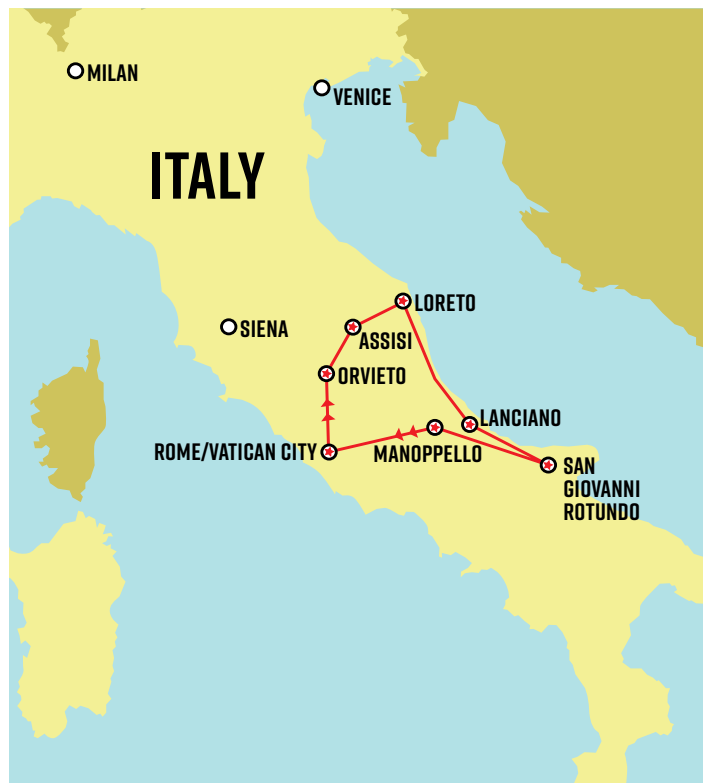 MILAN
VENICE
ITALY
LORETO
SIENA
ASSISI
ORVIETO
LANCIANO
ROME/VATICAN CITY
MANOPPELLO
SAN
GIOVANNI
ROTUNDO